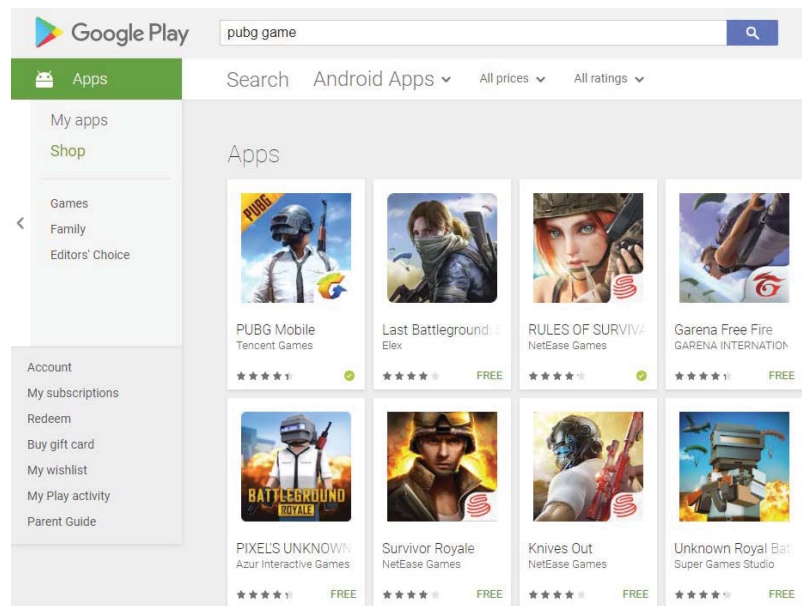 Google Play
pubg game
Apps
Search Android Apps All prices All ratings
My apps
Shop
Games
Family
Editors' Choice
Account
My subscriptions
Redeem
Buy gift card
My wishlist
My Play activity
Parent Guide
Apps
PUBG
PUBG Mobile
Tencent Games
Last Battleground: S
Elex
FREE
RULES OF SURVIVA
NetEase Games
Garena Free Fire
GARENA INTERNATION
FREE
BATTLEGROUND
ROYALE
PIXEL'S UNKNOWN
Azur Interactive Games
FREE
Survivor Royale
NetEase Games
FREE
Knives Out
NetEase Games
FREE
Unknown Royal Bat
Super Games Studio
FREE